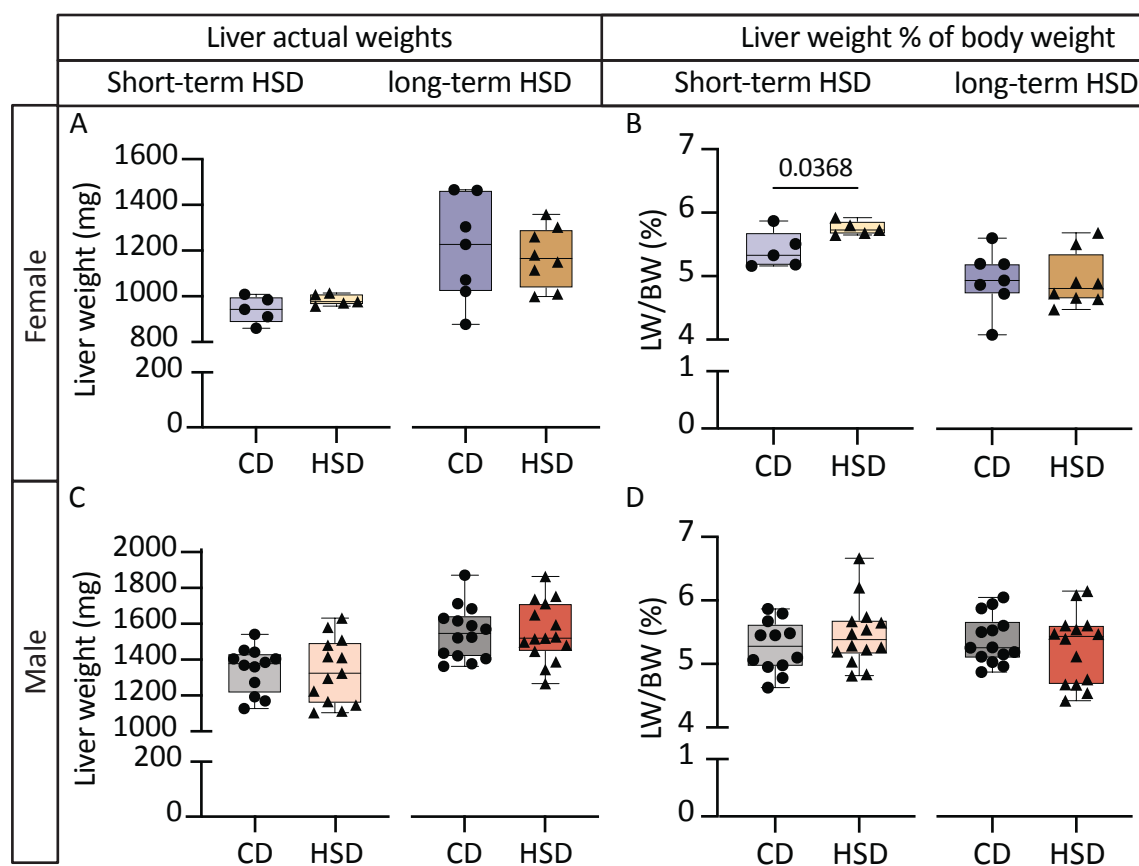 Liver actual weights
Liver weight % of body weight
Short-term HSD
long-term HSD
Short-term HSD
long-term HSD
Female
A
Liver weight (mg)
1600
1400
1200
1000
800
200
0
CD
HSD
CD
HSD
B
LW/BW (%)
7
6
5
4
1
0
0.0368
CD
HSD
CD
HSD
Male
C
Liver weight (mg)
2000
1800
1600
1400
1200
1000
200
0
CD
HSD
CD
HSD
D
LW/BW (%)
7
6
5
4
1
0
CD
HSD
CD
HSD